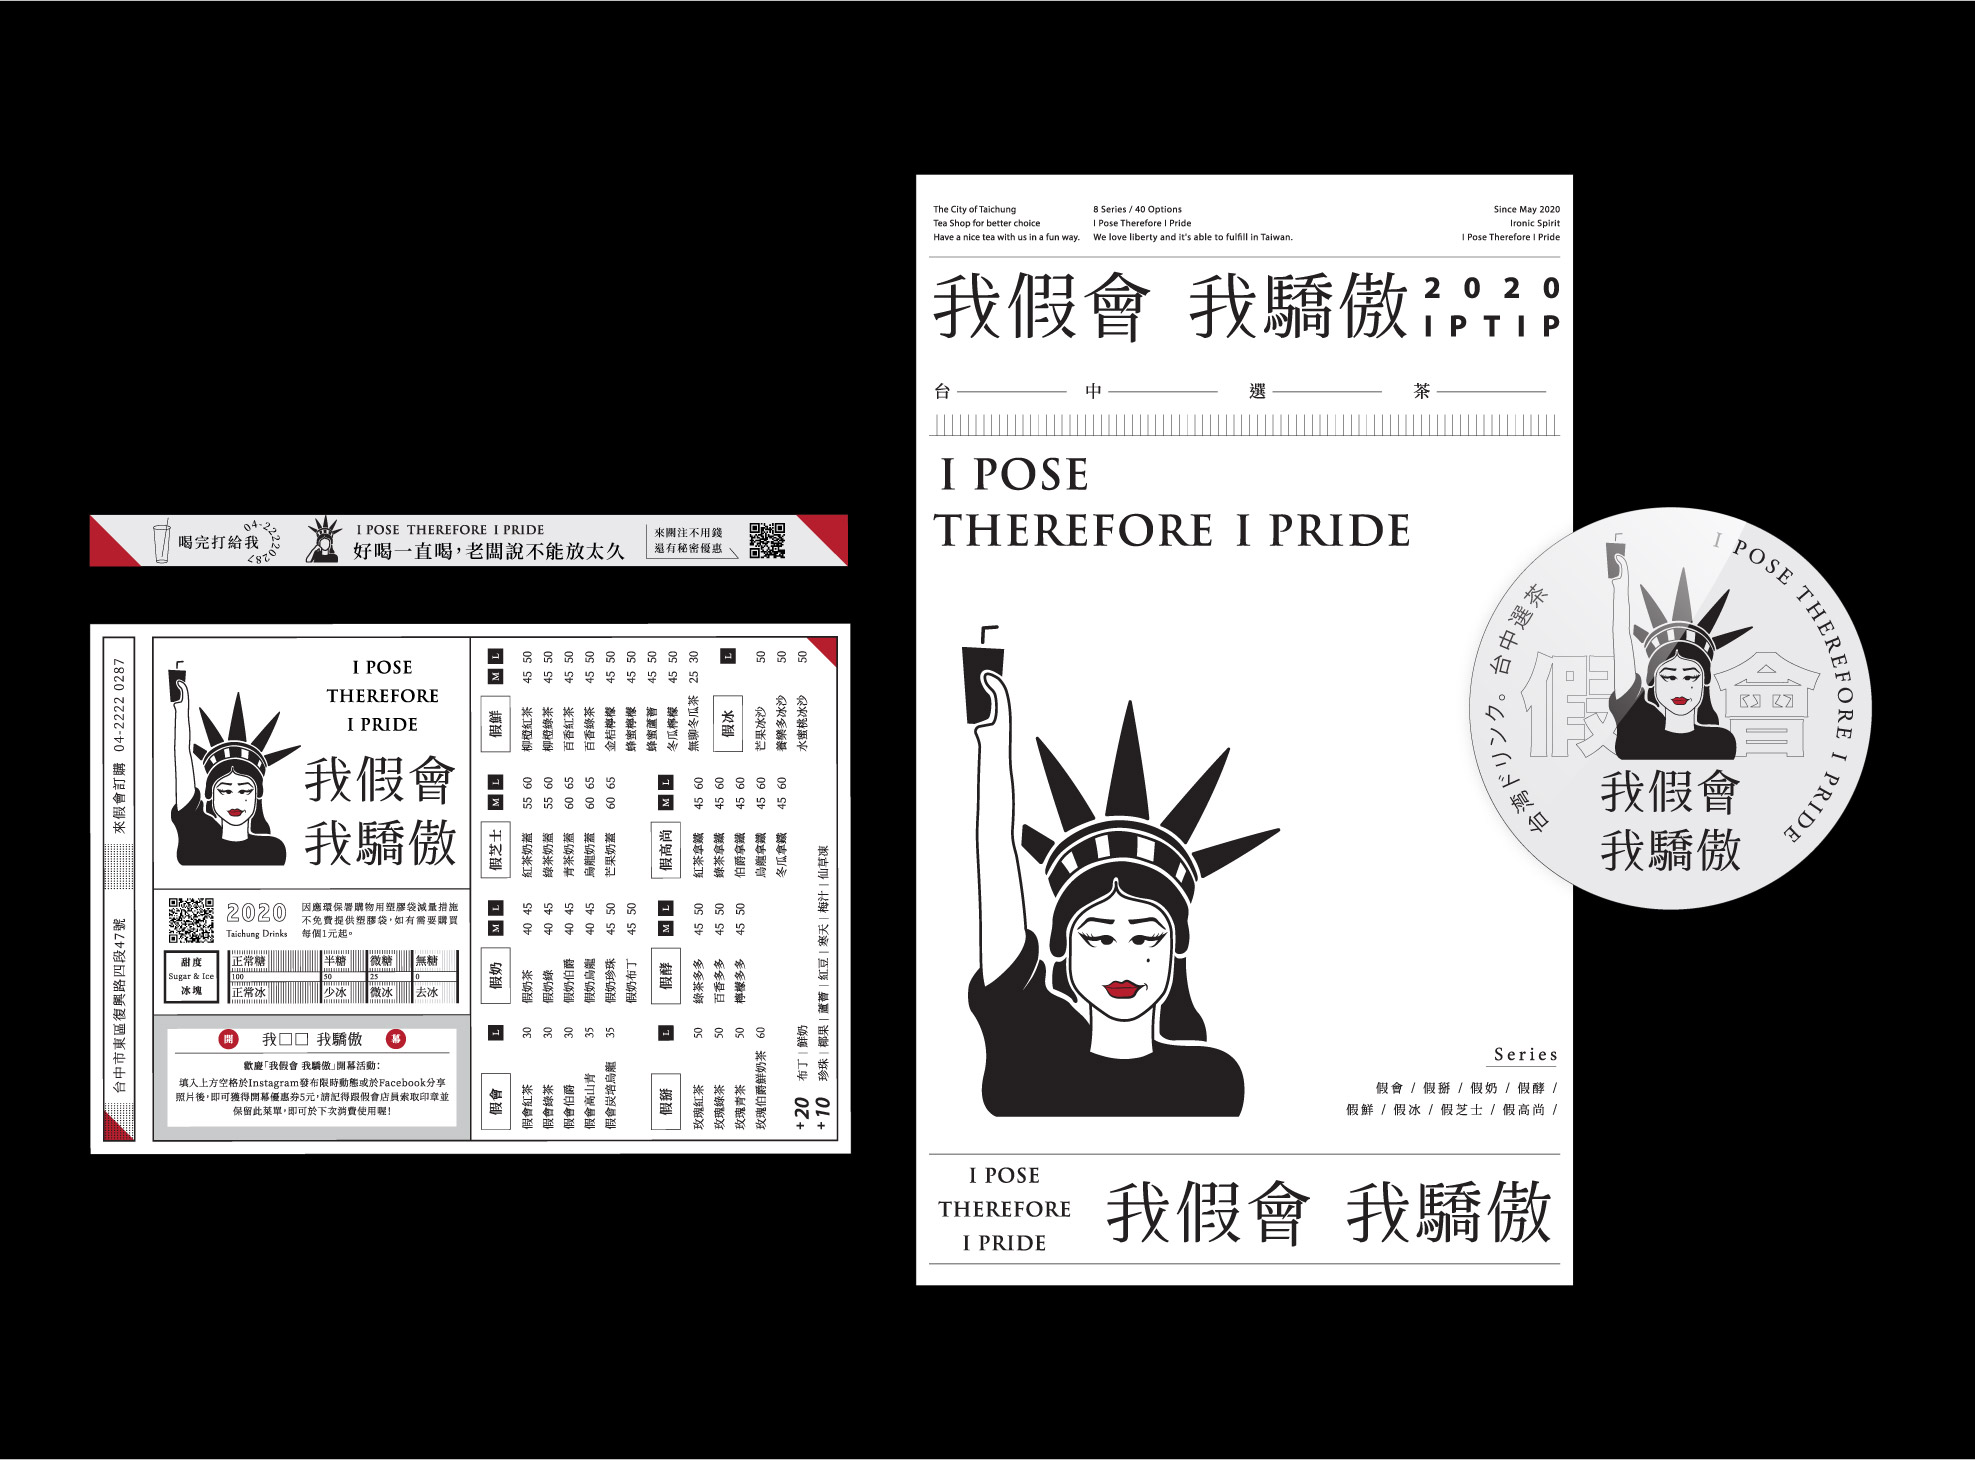 喝完打給我
04-22220287
I POSE THEREFORE I PRIDE
好喝一直喝，老闆說不能放太久
來關注不用錢
還有秘密優惠
台中市東區復興路四段47號
來假會訂購 04-2222 0287
I POSE
THEREFORE
I PRIDE
我假會
我驕傲
2020
Taichung Drinks
因應環保署購物用塑膠袋減量措施
不免費提供塑膠袋，如有需要購買
每個1元起。
甜度
Sugar & Ice
冰塊
正常糖 半糖 微糖 無糖
100 50 25 0
正常冰 少冰 微冰 去冰
開 我□□ 我驕傲 幕
歡慶「我假會 我驕傲」開幕活動：
填入上方空格於Instagram發布限時動態或於Facebook分享
照片後，即可獲得開幕優惠券5元，請記得跟假會店員索取印章並
保留此菜單，即可於下次消費使用喔！
假會 L
假會紅茶 30
假會綠茶 30
假會伯爵 30
假會高山青 35
假會炭培烏龍 35
假奶 M L
假奶茶 40 45
假奶綠 40 45
假奶伯爵 40 45
假奶烏龍 40 45
假奶珍珠 45 50
假奶布丁 45 50
假芝士 M L
紅茶奶蓋 55 60
綠茶奶蓋 55 60
青茶奶蓋 60 65
烏龍奶蓋 60 65
芒果奶蓋 60 65
假鮮 M L
柳橙紅茶 45 50
柳橙綠茶 45 50
百香紅茶 45 50
百香綠茶 45 50
金桔檸檬 45 50
蜂蜜檸檬 45 50
蜂蜜蘆薈 45 50
冬瓜檸檬 45 50
無聊冬瓜茶 25 30
假掰 L
玫瑰紅茶 50
玫瑰綠茶 50
玫瑰青茶 50
玫瑰伯爵鮮奶茶 60
假酵 M L
綠茶多多 45 50
百香多多 45 50
檸檬多多 45 50
假高尚 M L
紅茶拿鐵 45 60
綠茶拿鐵 45 60
伯爵拿鐵 45 60
烏龍拿鐵 45 60
冬瓜拿鐵 45 60
假冰 L
芒果冰沙 50
養樂多冰沙 50
水蜜桃冰沙 50
+20 布丁 | 鮮奶
+10 珍珠 | 椰果 | 蘆薈 | 紅豆 | 寒天 | 梅汁 | 仙草凍
The City of Taichung
Tea Shop for better choice
Have a nice tea with us in a fun way.
8 Series / 40 Options
I Pose Therefore I Pride
We love liberty and it's able to fulfill in Taiwan.
Since May 2020
Ironic Spirit
I Pose Therefore I Pride
我假會 我驕傲
2020
IPTIP
台 中 選 茶
I POSE
THEREFORE I PRIDE
Series
假會 / 假掰 / 假奶 / 假酵 /
假鮮 / 假冰 / 假芝士 / 假高尚 /
I POSE
THEREFORE
I PRIDE
我假會 我驕傲
台灣ドリンク。台中選茶
I POSE THEREFORE I PRIDE
假會
我假會
我驕傲